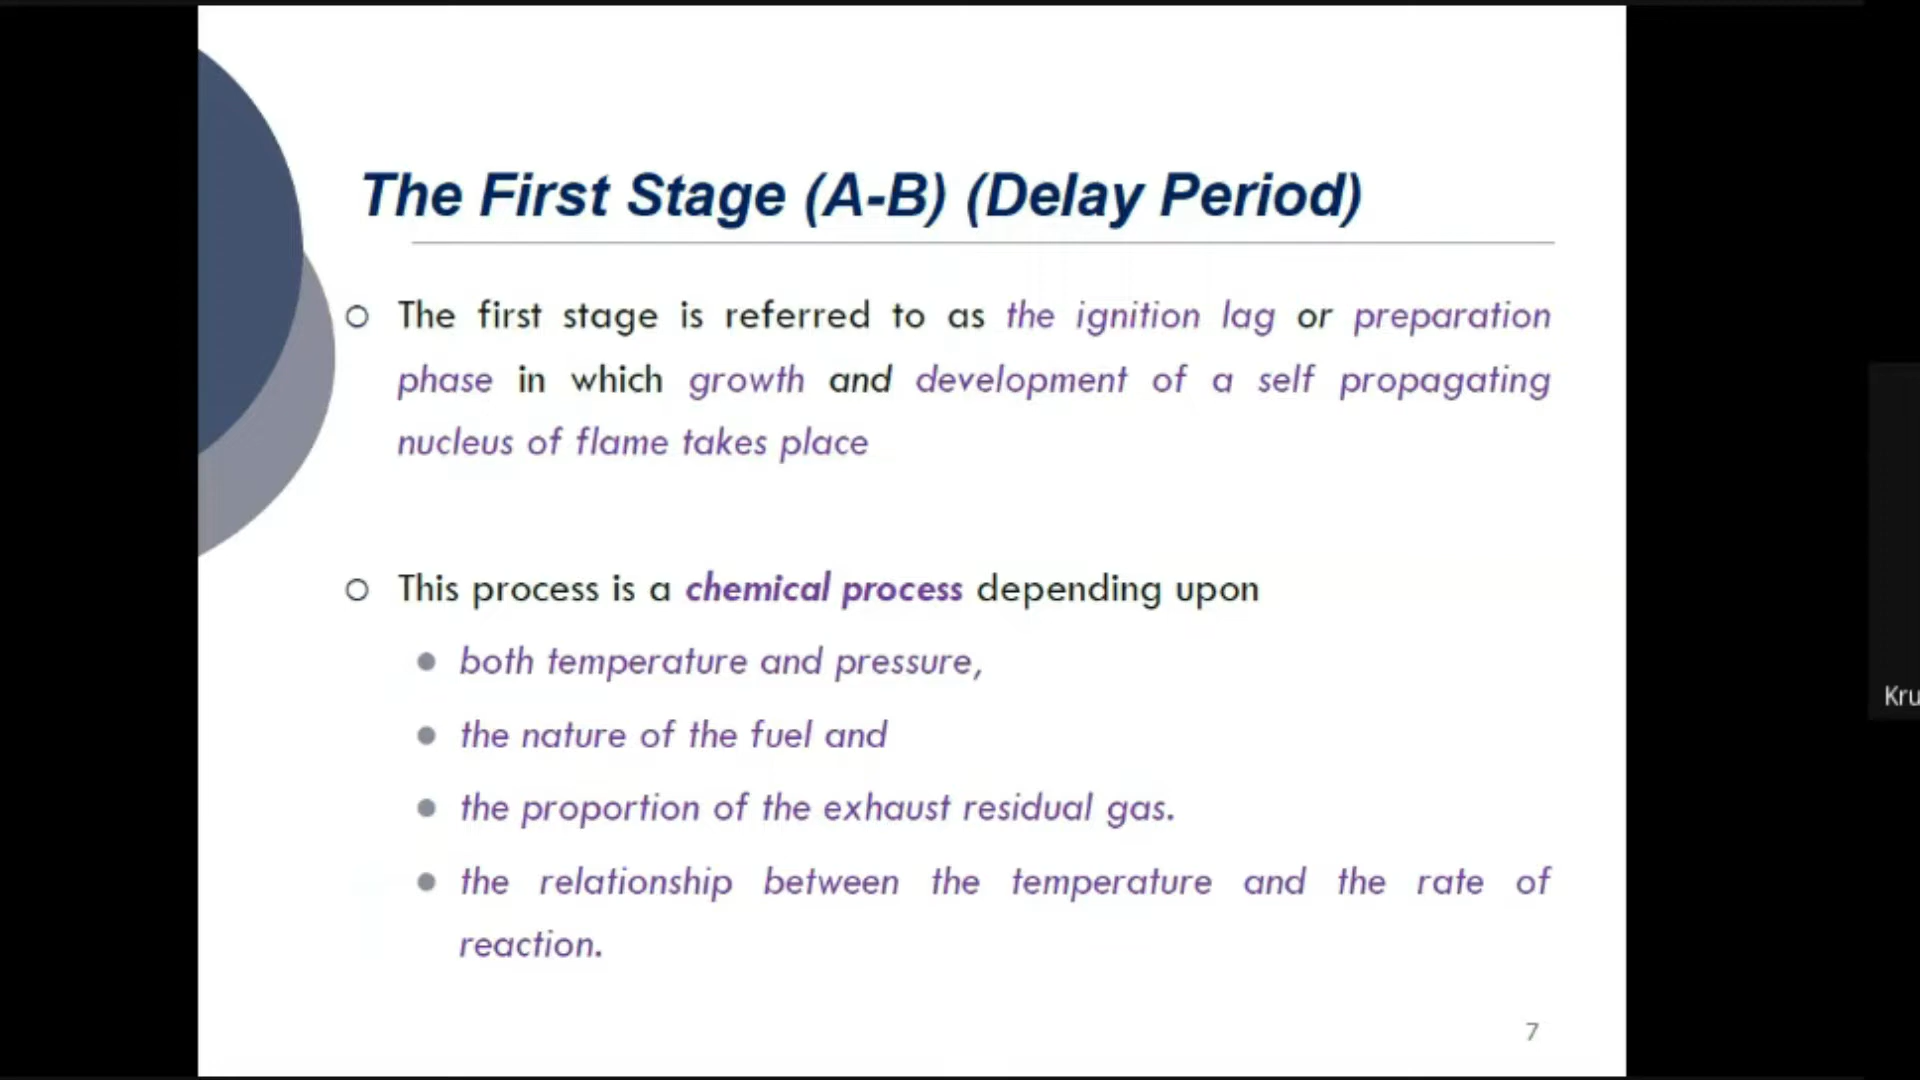 The First Stage (A-B) (Delay Period)
The first stage is referred to as the ignition lag or preparation
phase in which growth and development of a self propagating
nucleus of flame takes place
This process is a chemical process depending upon
both temperature and pressure,
the nature of the fuel and
the proportion of the exhaust residual gas.
the relationship between the temperature and the rate of
reaction.
Kru
7